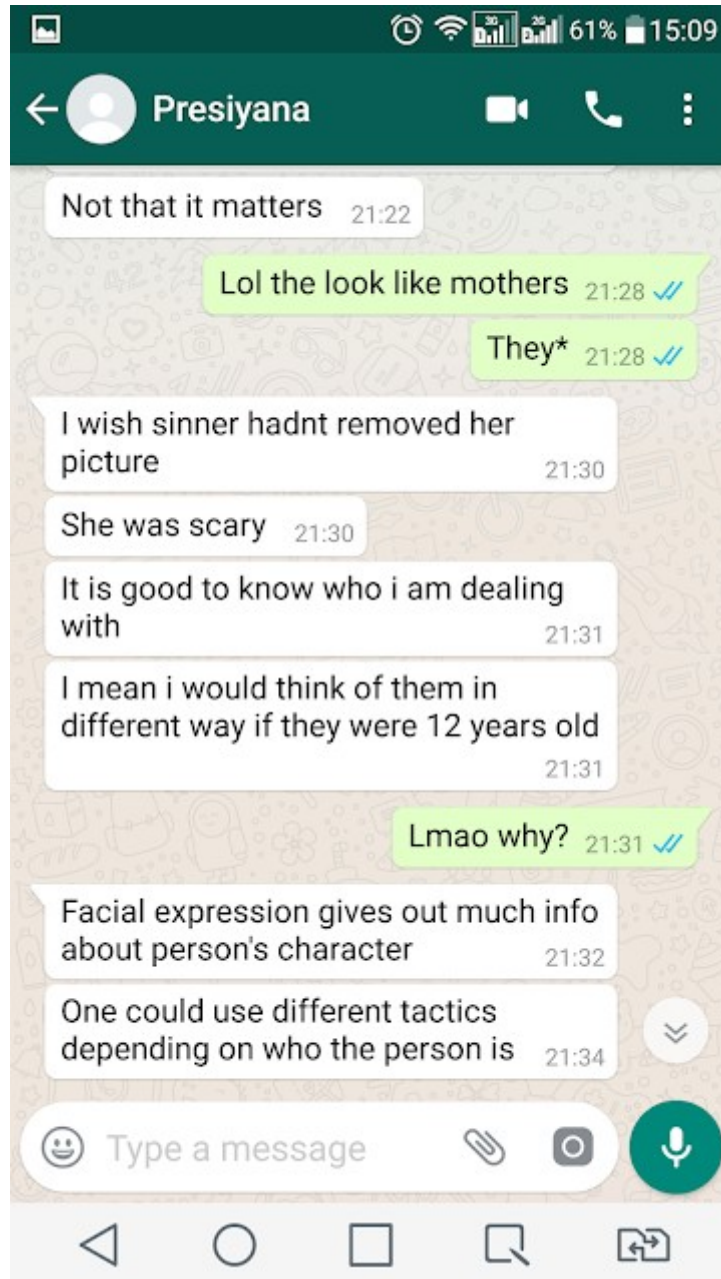 61% 15:09
Presiyana
Not that it matters 21:22
Lol the look like mothers 21:28
They* 21:28
I wish sinner hadnt removed her
picture 21:30
She was scary 21:30
It is good to know who i am dealing
with 21:31
I mean i would think of them in
different way if they were 12 years old
21:31
Lmao why? 21:31
Facial expression gives out much info
about person's character 21:32
One could use different tactics
depending on who the person is 21:34
Type a message